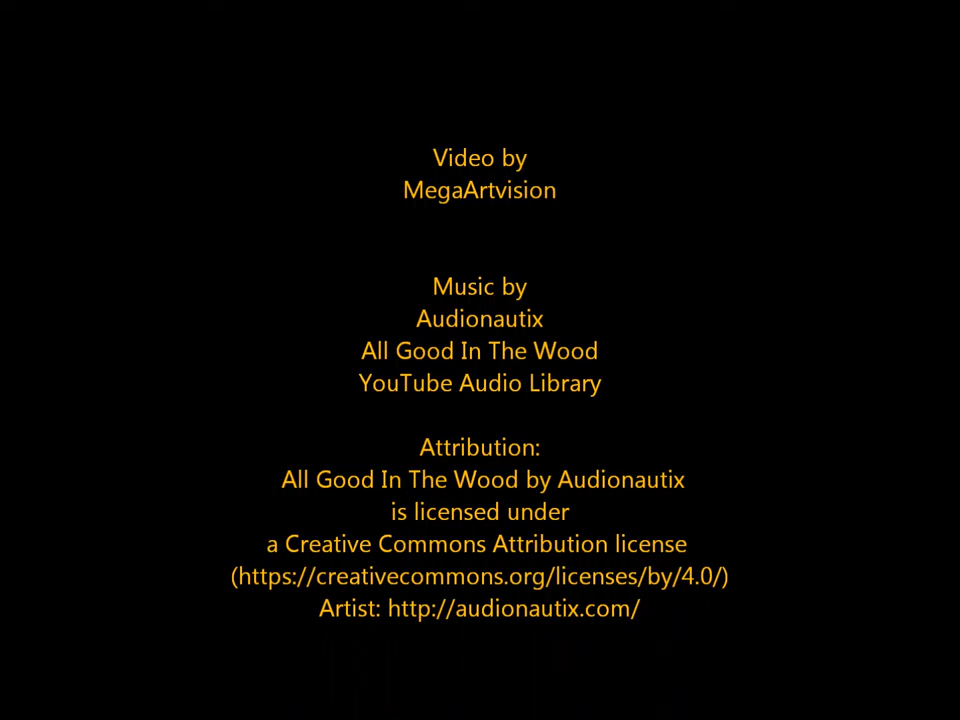 Video by
MegaArtvision
Music by
Audionautix
All Good In The Wood
YouTube Audio Library
Attribution:
All Good In The Wood by Audionautix
is licensed under
a Creative Commons Attribution license
(https://creativecommons.org/licenses/by/4.0/)
Artist: http://audionautix.com/